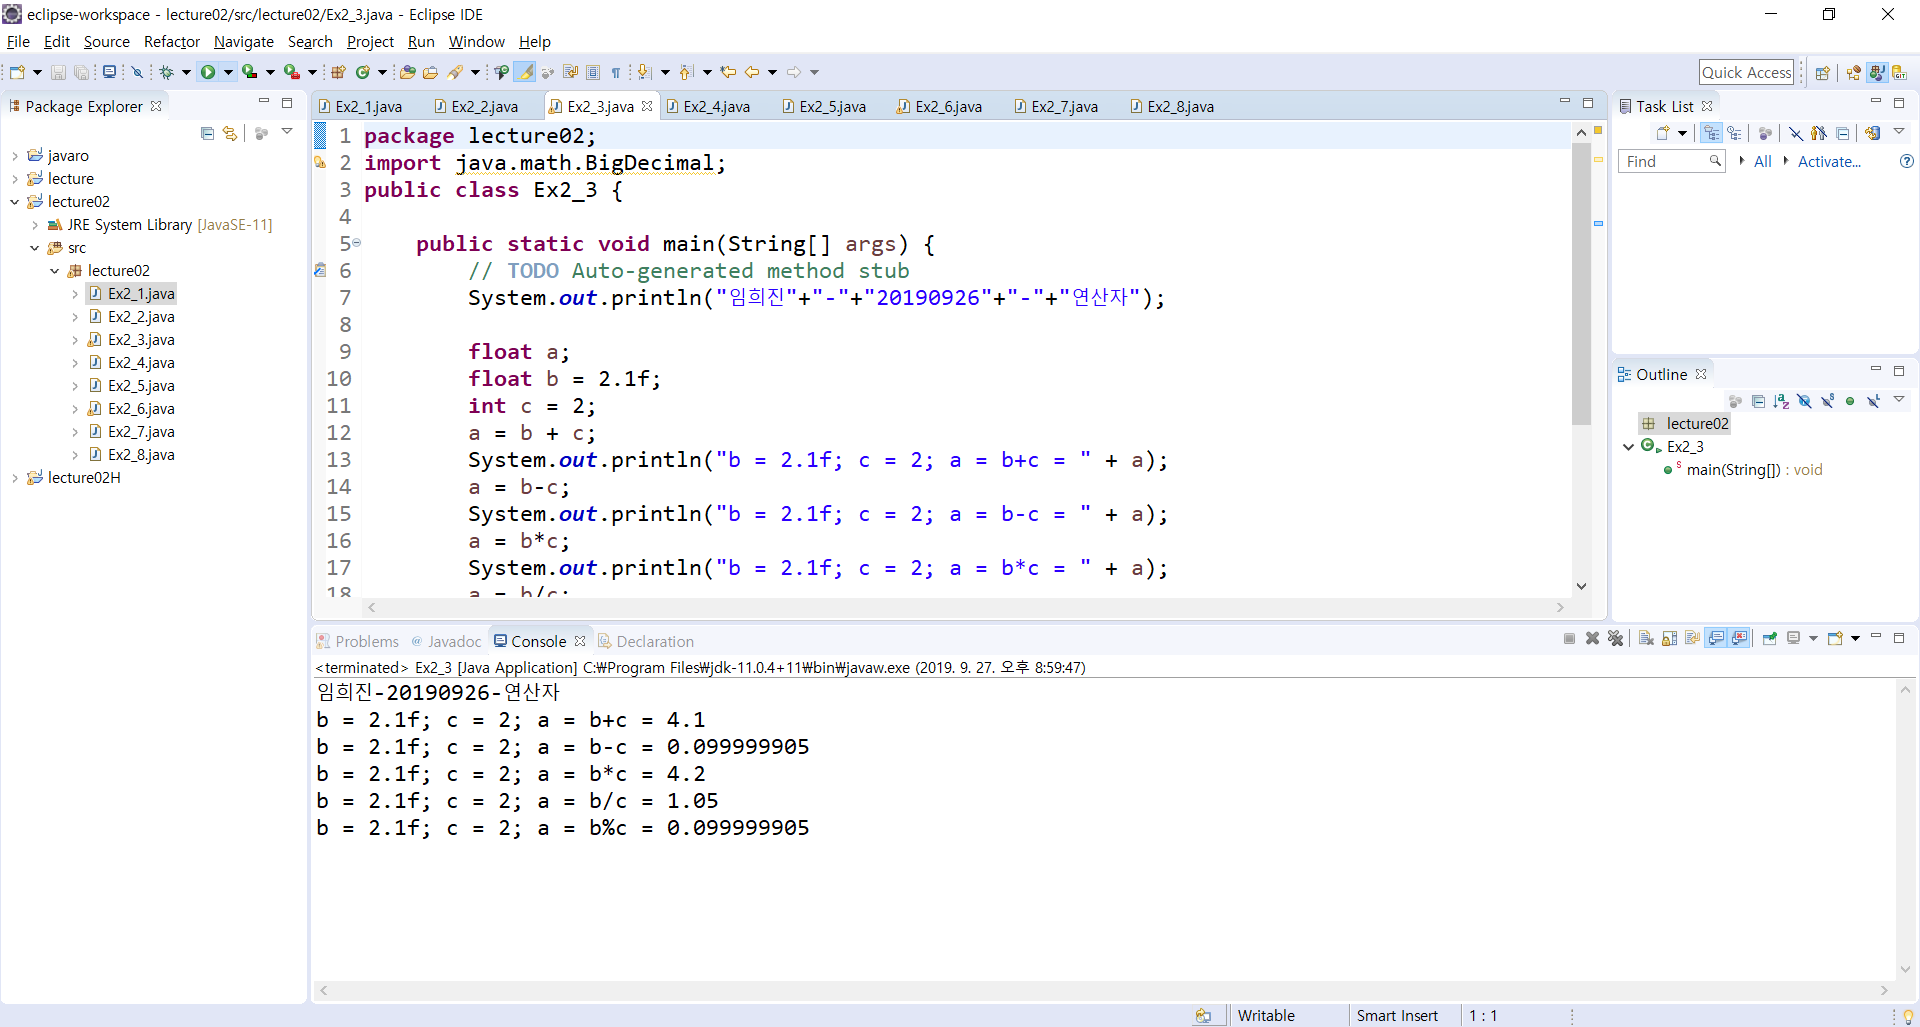 eclipse-workspace - lecture02/src/lecture02/Ex2_3.java - Eclipse IDE
File Edit Source Refactor Navigate Search Project Run Window Help
Quick Access
Package Explorer
javaro
lecture
lecture02
JRE System Library [JavaSE-11]
src
lecture02
Ex2_1.java
Ex2_2.java
Ex2_3.java
Ex2_4.java
Ex2_5.java
Ex2_6.java
Ex2_7.java
Ex2_8.java
lecture02H
Ex2_1.java Ex2_2.java Ex2_3.java Ex2_4.java Ex2_5.java Ex2_6.java Ex2_7.java Ex2_8.java
1 package lecture02;
2 import java.math.BigDecimal;
3 public class Ex2_3 {
4
5 public static void main(String[] args) {
6 // TODO Auto-generated method stub
7 System.out.println("임희진"+"-"+"20190926"+"-"+"연산자");
8
9 float a;
10 float b = 2.1f;
11 int c = 2;
12 a = b + c;
13 System.out.println("b = 2.1f; c = 2; a = b+c = " + a);
14 a = b-c;
15 System.out.println("b = 2.1f; c = 2; a = b-c = " + a);
16 a = b*c;
17 System.out.println("b = 2.1f; c = 2; a = b*c = " + a);
18 a = b/c;
Task List
Find All Activate...
Outline
lecture02
Ex2_3
main(String[]) : void
Problems @ Javadoc Console Declaration
<terminated> Ex2_3 [Java Application] C:₩Program Files₩jdk-11.0.4+11₩bin₩javaw.exe (2019. 9. 27. 오후 8:59:47)
임희진-20190926-연산자
b = 2.1f; c = 2; a = b+c = 4.1
b = 2.1f; c = 2; a = b-c = 0.099999905
b = 2.1f; c = 2; a = b*c = 4.2
b = 2.1f; c = 2; a = b/c = 1.05
b = 2.1f; c = 2; a = b%c = 0.099999905
Writable Smart Insert 1 : 1